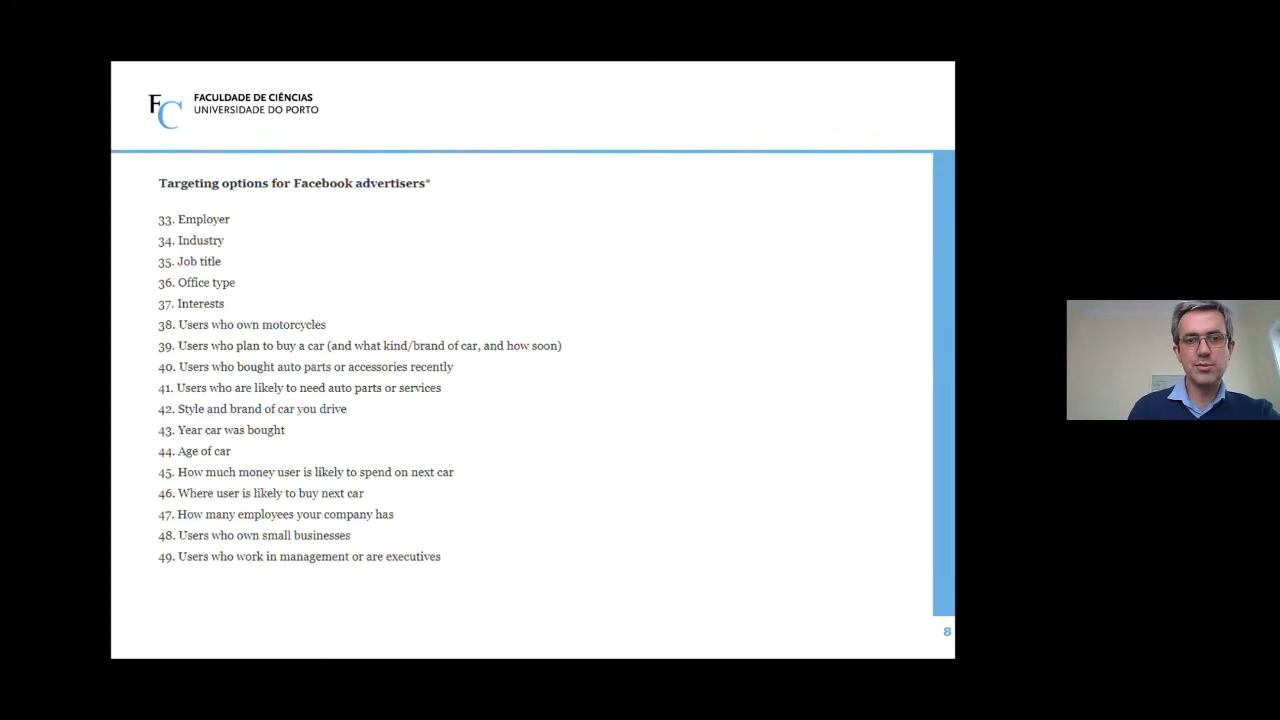 FC
FACULDADE DE CIÊNCIAS
UNIVERSIDADE DO PORTO
Targeting options for Facebook advertisers*
33. Employer
34. Industry
35. Job title
36. Office type
37. Interests
38. Users who own motorcycles
39. Users who plan to buy a car (and what kind/brand of car, and how soon)
40. Users who bought auto parts or accessories recently
41. Users who are likely to need auto parts or services
42. Style and brand of car you drive
43. Year car was bought
44. Age of car
45. How much money user is likely to spend on next car
46. Where user is likely to buy next car
47. How many employees your company has
48. Users who own small businesses
49. Users who work in management or are executives
8